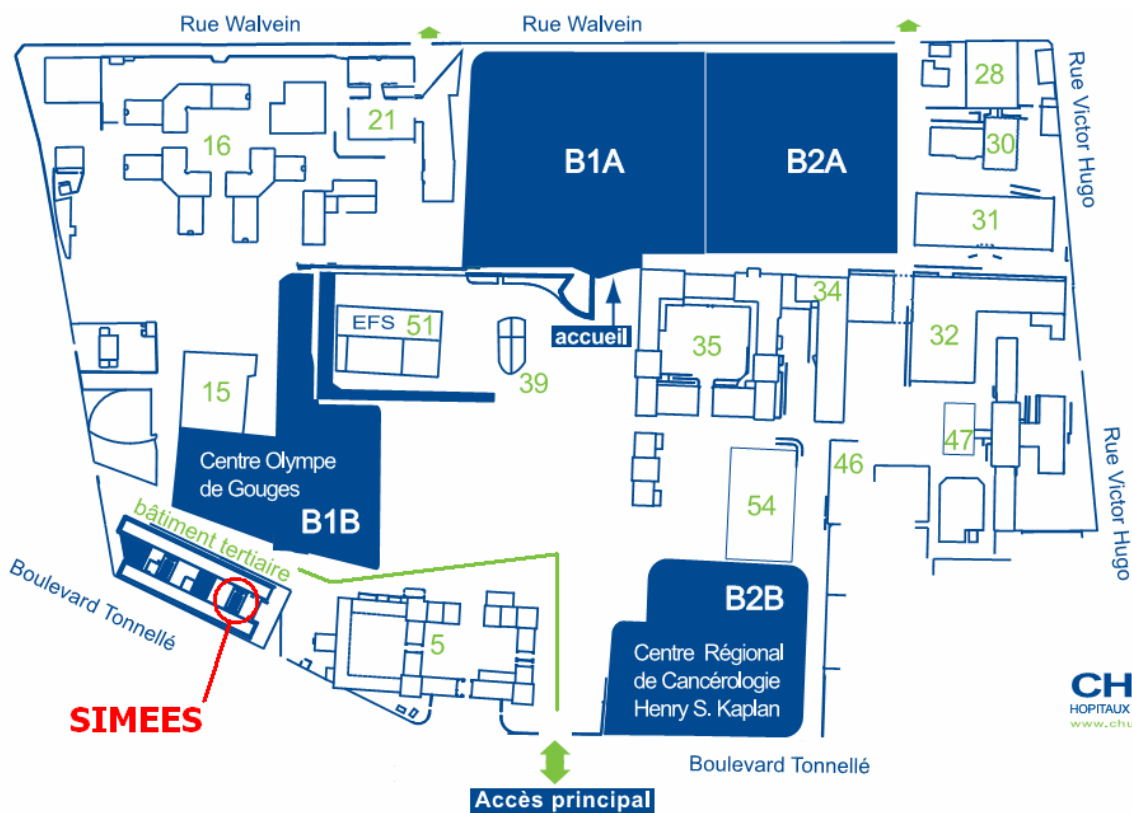 Rue Walvein
Rue Walvein
28
21
16
30
B1A
B2A
Rue Victor Hugo
31
34
EFS 51
accueil
35
32
39
15
47
Centre Olympe
de Gouges
46
B1B
54
Rue Victor Hugo
bâtiment tertiaire
Boulevard Tonnellé
B2B
5
Centre Régional
de Cancérologie
Henry S. Kaplan
SIMEES
CH
HOPITAUX
www.chu
Boulevard Tonnellé
Accès principal